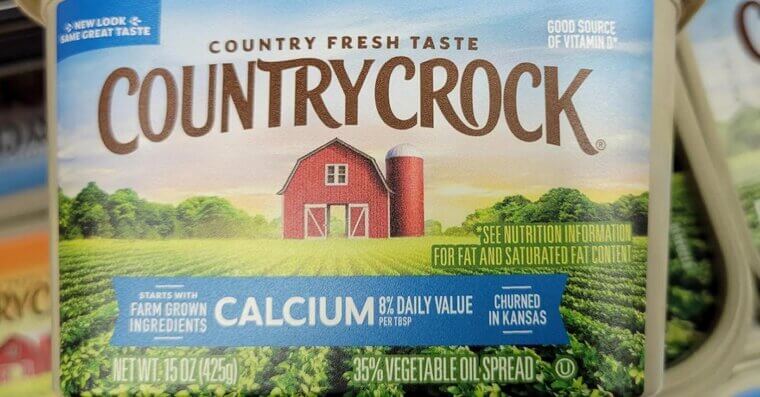 NEW LOOK
SAME GREAT TASTE
COUNTRY FRESH TASTE
GOOD SOURCE
OF VITAMIN D*
COUNTRY CROCK®
*SEE NUTRITION INFORMATION
FOR FAT AND SATURATED FAT CONTENT
STARTS WITH
FARM GROWN
INGREDIENTS
CALCIUM
8% DAILY VALUE
PER TBSP
CHURNED
IN KANSAS
NET WT. 15 OZ (425g)
35% VEGETABLE OIL SPREAD
U